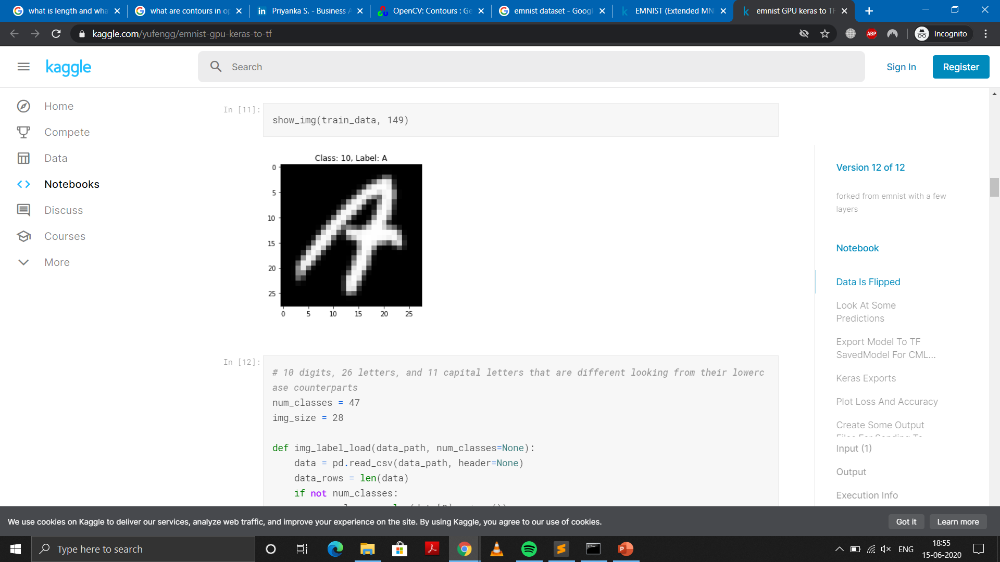 what is length and wha
what are contours in op
Priyanka S. - Business A
OpenCV: Contours : Ge
emnist dataset - Googl
EMNIST (Extended MN
emnist GPU keras to TF
kaggle.com/yufengg/emnist-gpu-keras-to-tf
ABP
Incognito
kaggle
Search
Sign In
Register
Home
Compete
Data
Notebooks
Discuss
Courses
More
In [11]:
show_img(train_data, 149)
Class: 10, Label: A
0
5
10
15
20
25
0 5 10 15 20 25
A
In [12]:
# 10 digits, 26 letters, and 11 capital letters that are different looking from their lowerc
ase counterparts
num_classes = 47
img_size = 28
def img_label_load(data_path, num_classes=None):
data = pd.read_csv(data_path, header=None)
data_rows = len(data)
if not num_classes:
Version 12 of 12
forked from emnist with a few
layers
Notebook
Data Is Flipped
Look At Some
Predictions
Export Model To TF
SavedModel For CML...
Keras Exports
Plot Loss And Accuracy
Create Some Output
Input (1)
Output
Execution Info
We use cookies on Kaggle to deliver our services, analyze web traffic, and improve your experience on the site. By using Kaggle, you agree to our use of cookies.
Got it
Learn more
Type here to search
ENG
18:55
15-06-2020